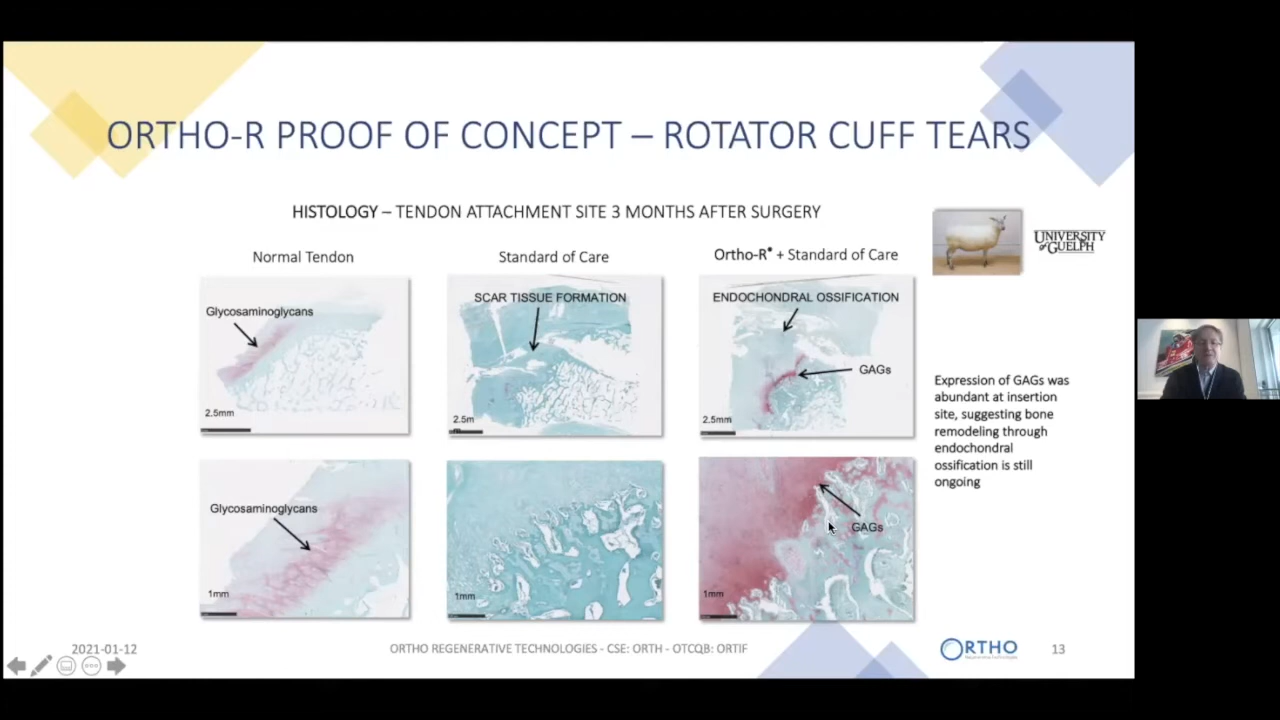 ORTHO-R PROOF OF CONCEPT – ROTATOR CUFF TEARS
HISTOLOGY – TENDON ATTACHMENT SITE 3 MONTHS AFTER SURGERY
UNIVERSITY
of GUELPH
Normal Tendon
Standard of Care
Ortho-R® + Standard of Care
Glycosaminoglycans
2.5mm
SCAR TISSUE FORMATION
2.5m
m
ENDOCHONDRAL OSSIFICATION
GAGs
2.5mm
Expression of GAGs was
abundant at insertion
site, suggesting bone
remodeling through
endochondral
ossification is still
ongoing
Glycosaminoglycans
1mm
1mm
GAGs
1mm
2021-01-12
ORTHO REGENERATIVE TECHNOLOGIES - CSE: ORTH - OTCQB: ORTIF
ORTHO
13